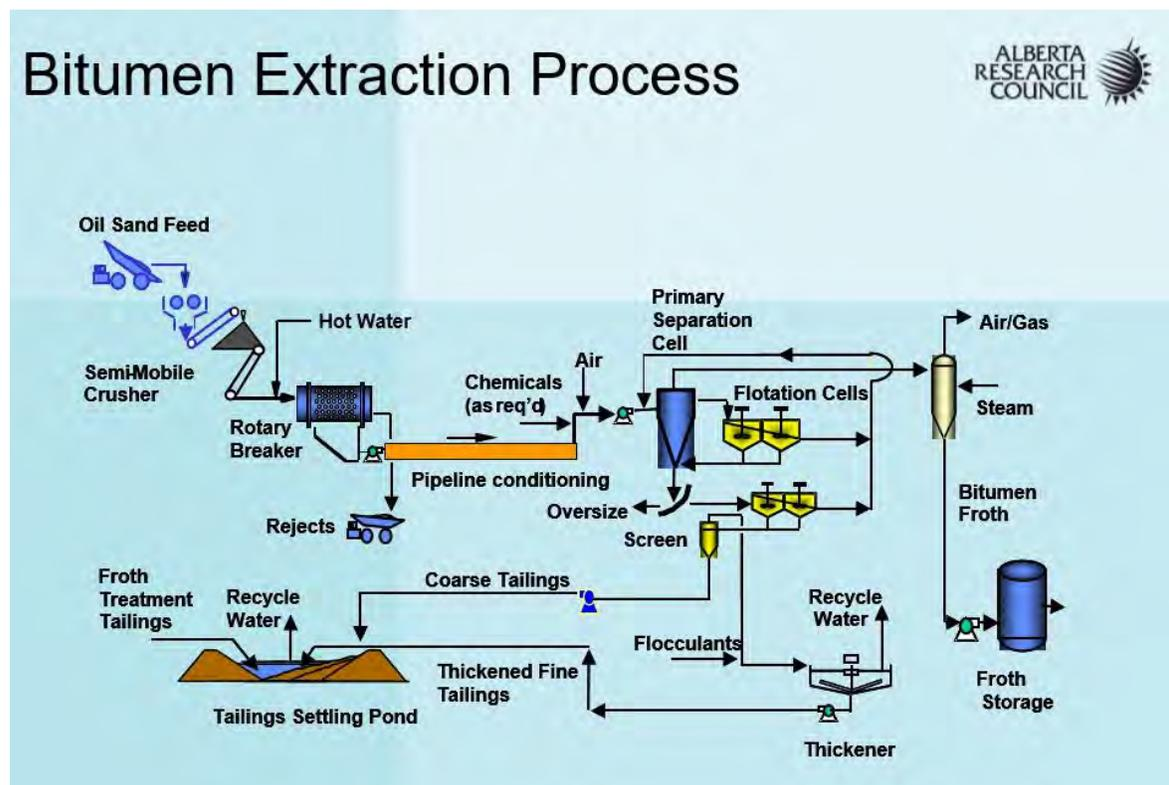 Bitumen Extraction Process
ALBERTA
RESEARCH
COUNCIL
Oil Sand Feed
Semi-Mobile
Crusher
Hot Water
Rotary
Breaker
Rejects
Chemicals
(as req'd)
Air
Pipeline conditioning
Primary
Separation
Cell
Flotation Cells
Air/Gas
Steam
Oversize
Screen
Bitumen
Froth
Froth
Treatment
Tailings
Recycle
Water
Coarse Tailings
Thickened Fine
Tailings
Tailings Settling Pond
Flocculants
Recycle
Water
Thickener
Froth
Storage